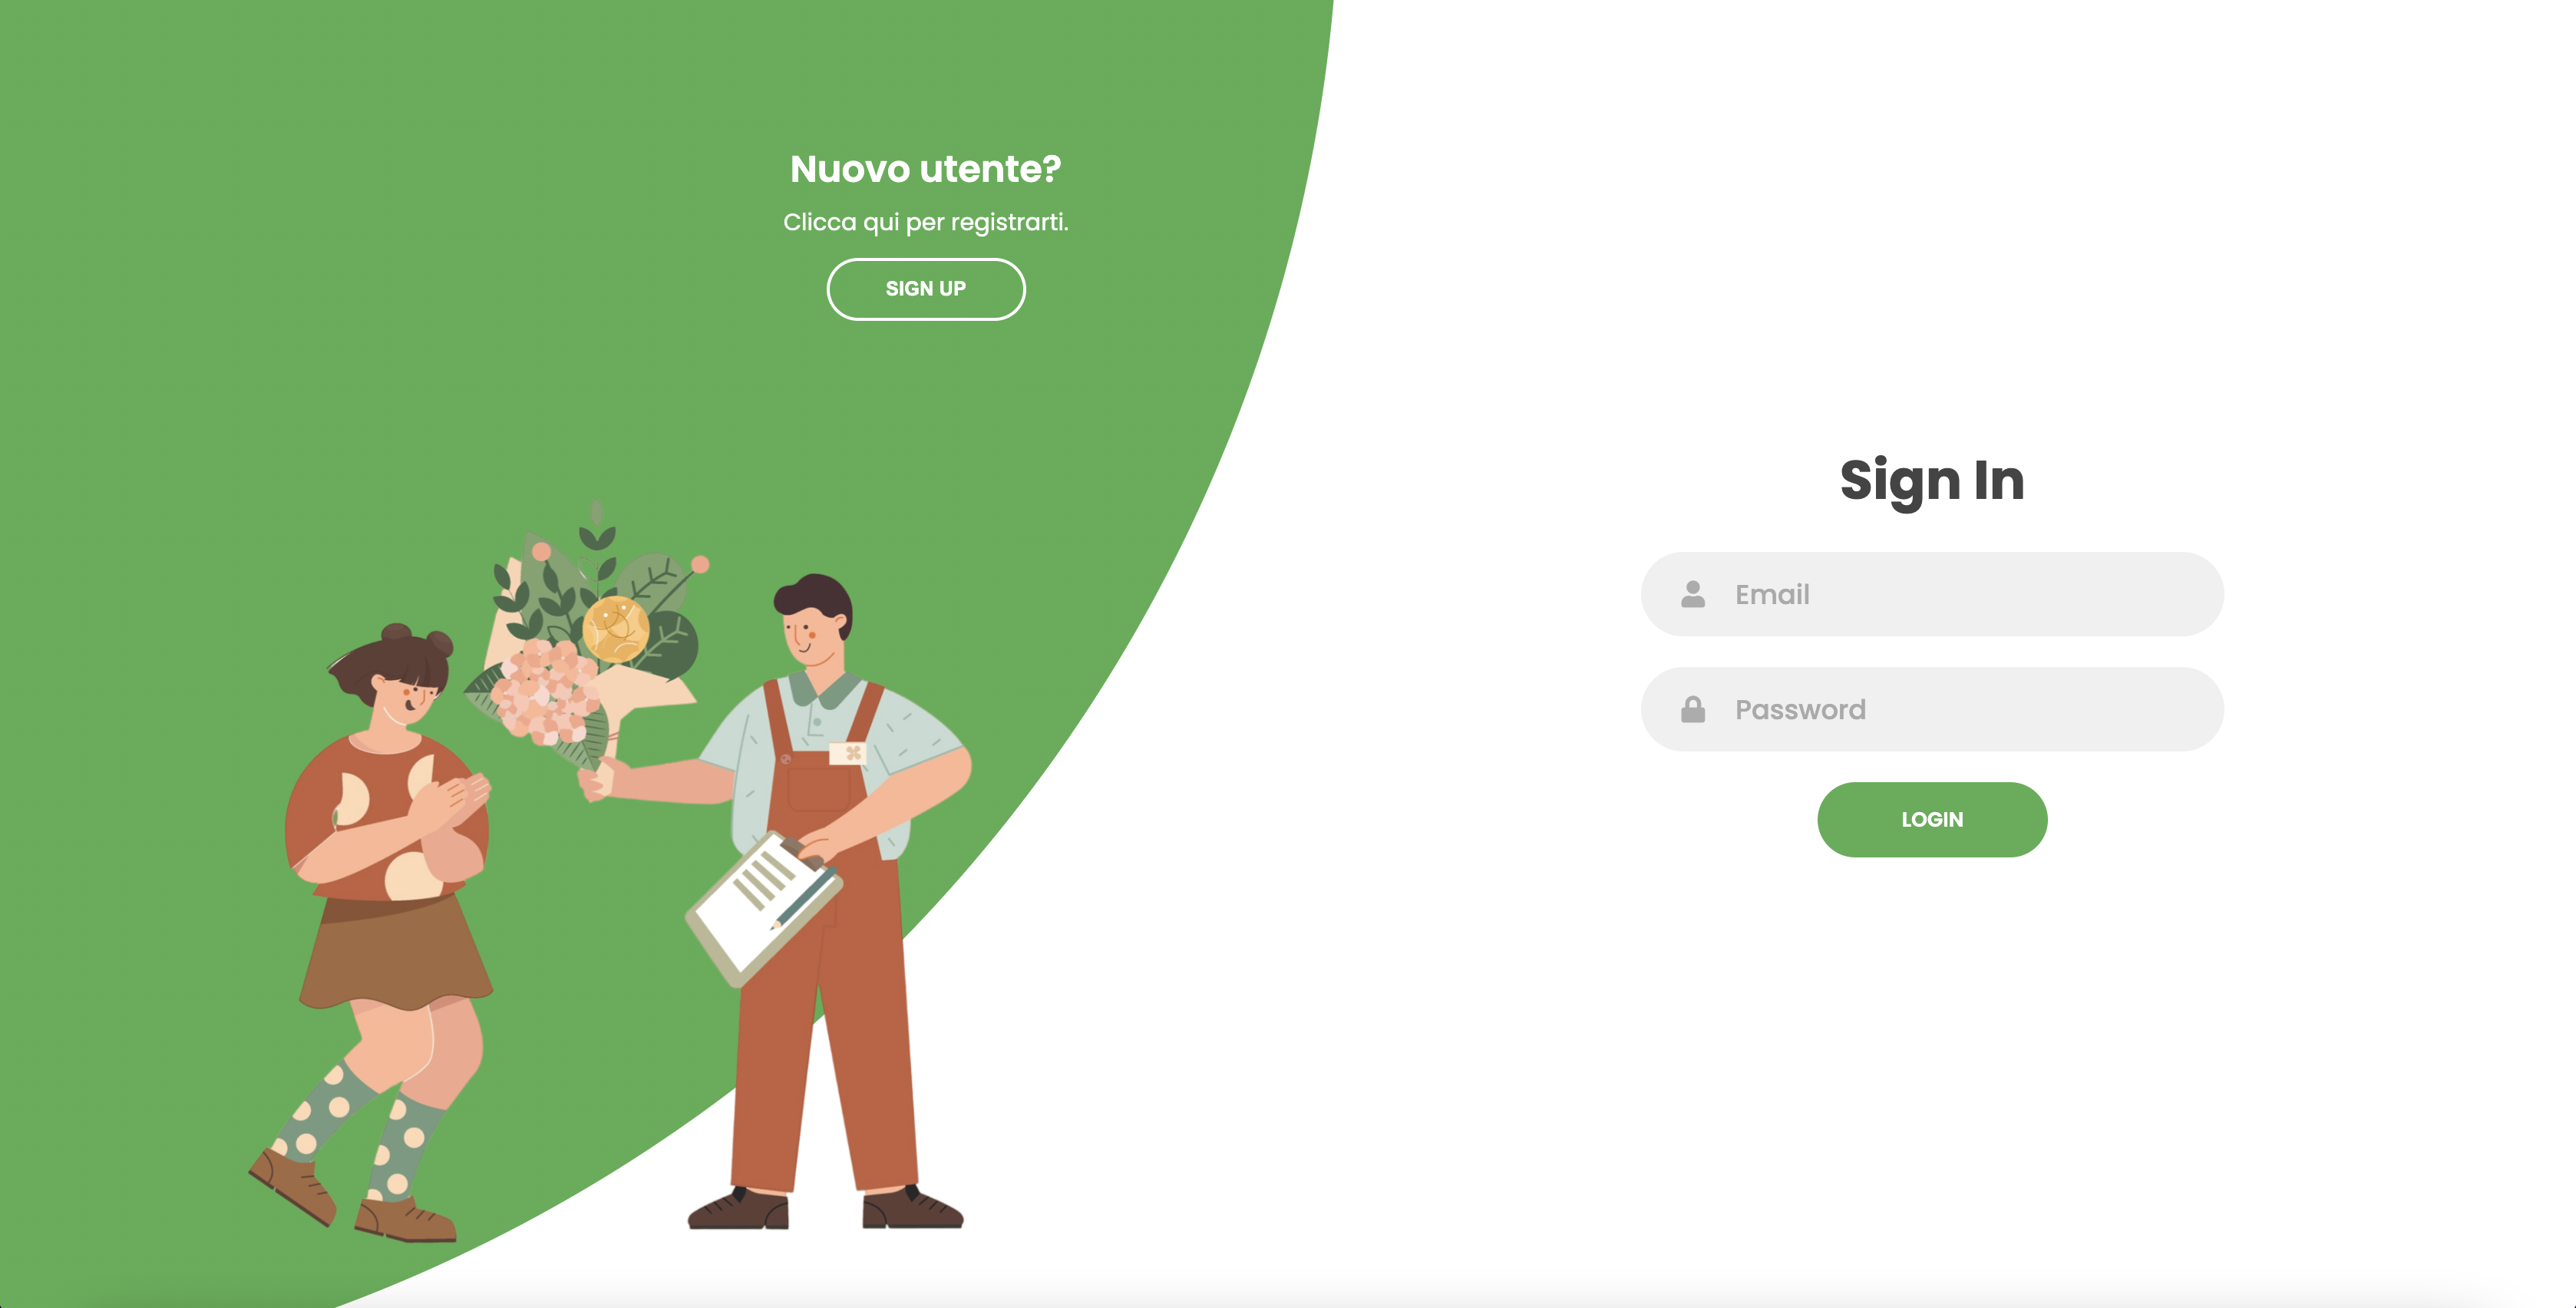 Nuovo utente?
Clicca qui per registrarti.
SIGN UP
Sign In
Email
Password
LOGIN